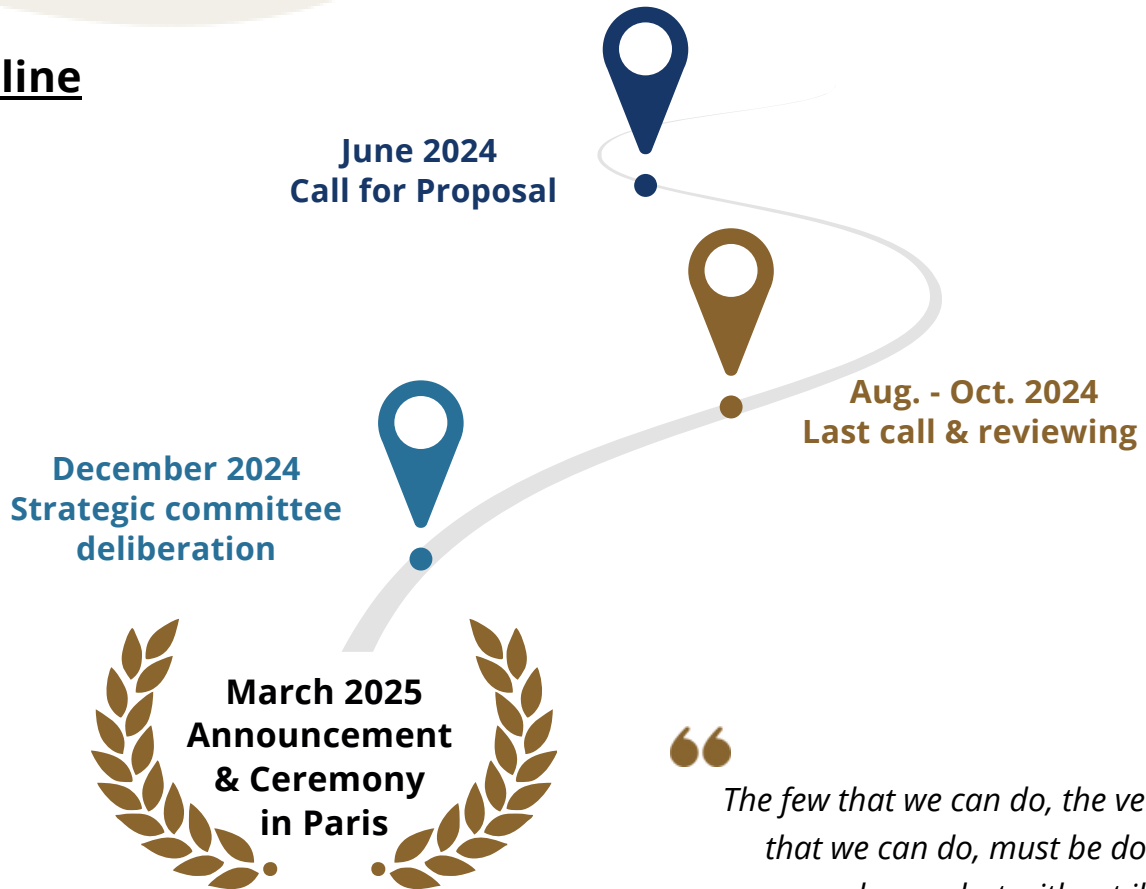 line
June 2024
Call for Proposal
Aug. - Oct. 2024
Last call & reviewing
December 2024
Strategic committee
deliberation
March 2025
Announcement
& Ceremony
in Paris
“
The few that we can do, the ve
that we can do, must be do